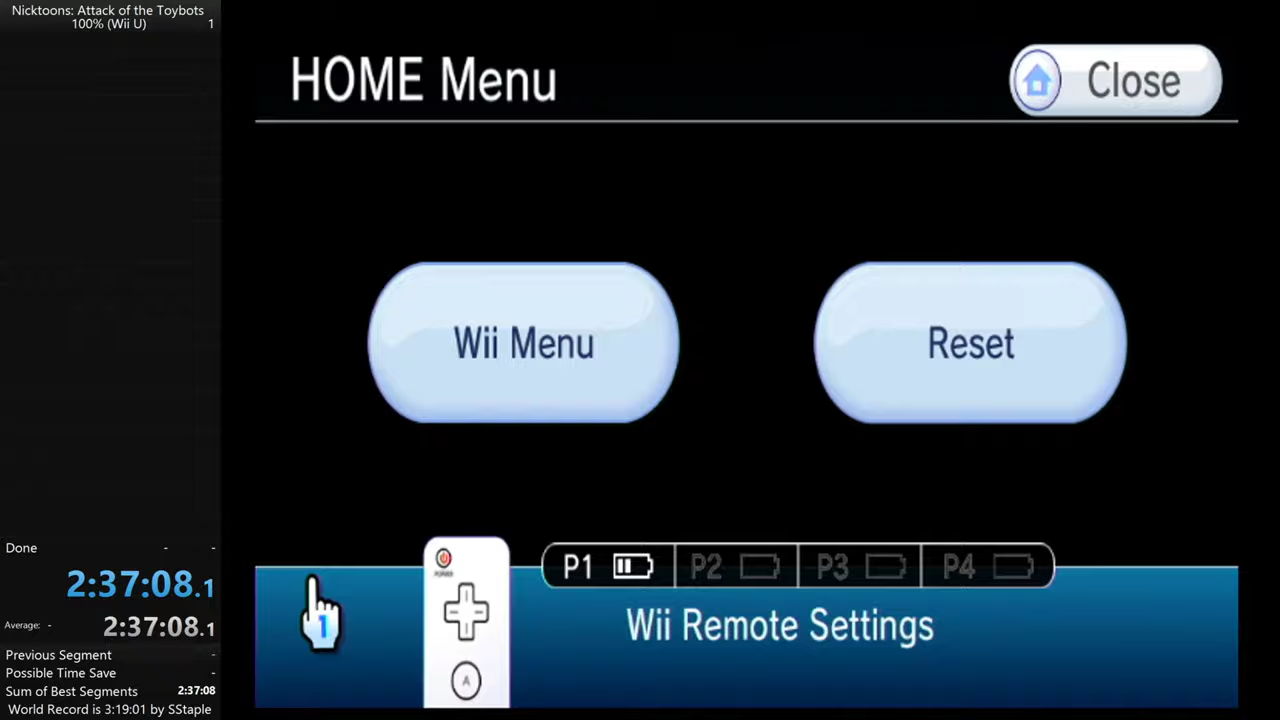 Nicktoons: Attack of the Toybots
100% (Wii U) 1
HOME Menu
Close
Wii Menu
Reset
Done - -
2:37:08.1
Average: - 2:37:08.1
Previous Segment -
Possible Time Save -
Sum of Best Segments 2:37:08
World Record is 3:19:01 by SStaple
P1 P2 P3 P4
POWER
1
Wii Remote Settings
A